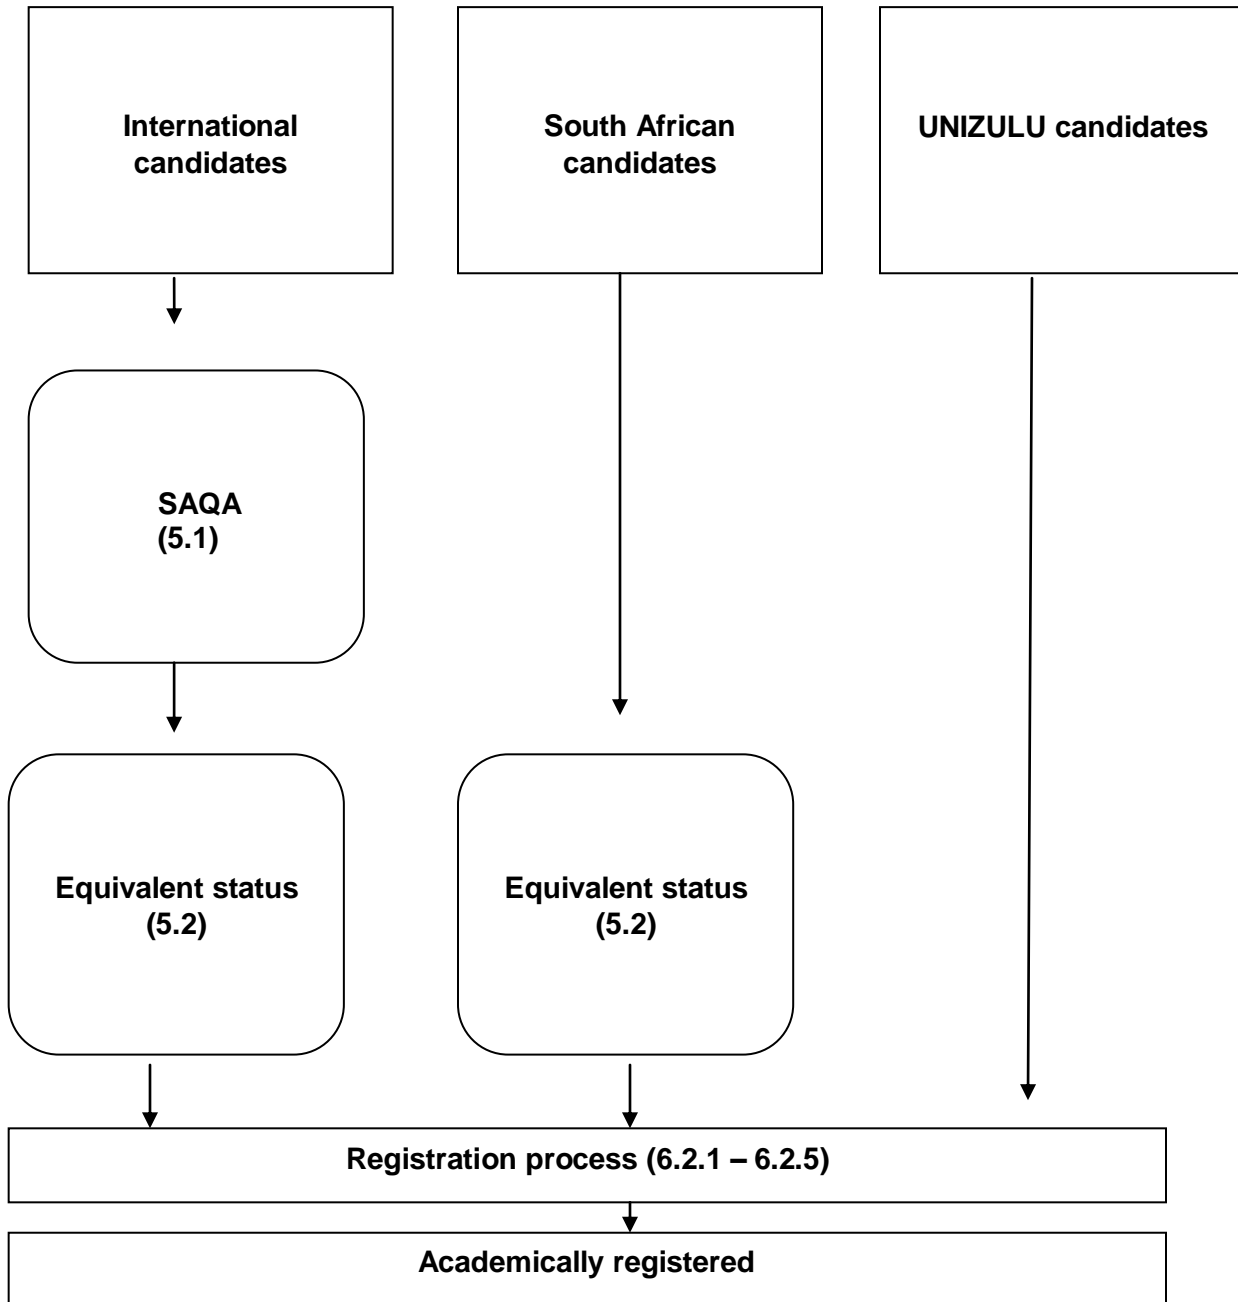 International
candidates
South African
candidates
UNIZULU candidates
SAQA
(5.1)
Equivalent status
(5.2)
Equivalent status
(5.2)
Registration process (6.2.1 – 6.2.5)
Academically registered